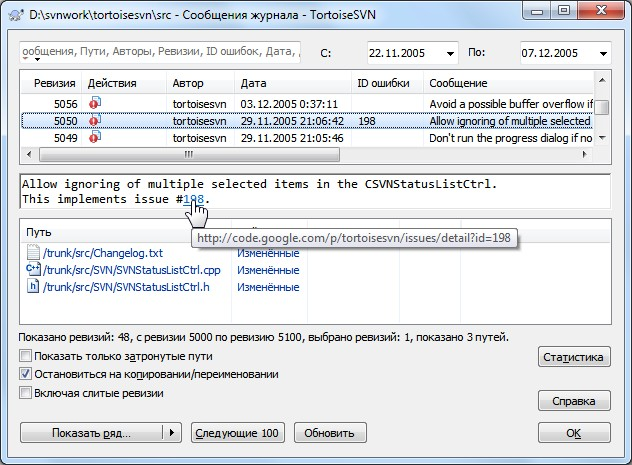 D:\svnwork\tortoisesvn\src - Сообщения журнала - TortoiseSVN
ообщения, Пути, Авторы, Ревизии, ID ошибок, Дата, С: 22.11.2005 По: 07.12.2005
Ревизия Действия Автор Дата ID ошибки Сообщение
5056 tortoisesvn 03.12.2005 0:37:11 Avoid a possible buffer overflow if
5050 tortoisesvn 29.11.2005 21:06:42 198 Allow ignoring of multiple selected
5049 tortoisesvn 29.11.2005 21:05:46 Don't run the progress dialog if no
Allow ignoring of multiple selected items in the CSVNStatusListCtrl.
This implements issue #198.
Путь
http://code.google.com/p/tortoisesvn/issues/detail?id=198
/trunk/src/Changelog.txt Изменённые
/trunk/src/SVN/SVNStatusListCtrl.cpp Изменённые
/trunk/src/SVN/SVNStatusListCtrl.h Изменённые
Показано ревизий: 48, с ревизии 5000 по ревизию 5100, выбрано ревизий: 1, показано 3 путей.
Показать только затронутые пути
Статистика
Остановиться на копировании/переименовании
Включая слитые ревизии
Справка
Показать ряд... Следующие 100 Обновить OK